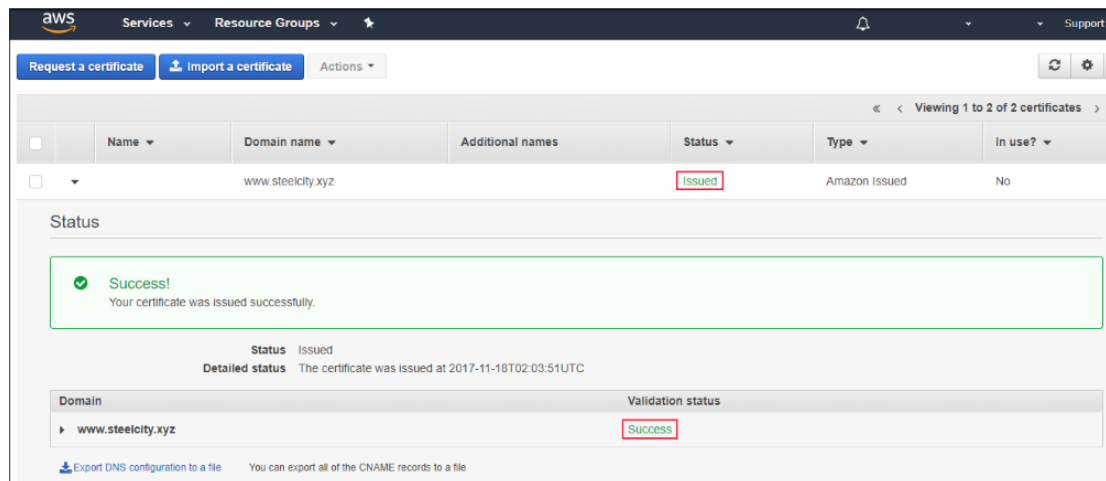 aws Services Resource Groups Support
Request a certificate Import a certificate Actions
Viewing 1 to 2 of 2 certificates
Name Domain name Additional names Status Type In use?
www.steelcity.xyz Issued Amazon Issued No
Status
Success!
Your certificate was issued successfully.
Status Issued
Detailed status The certificate was issued at 2017-11-18T02:03:51UTC
Domain Validation status
www.steelcity.xyz Success
Export DNS configuration to a file You can export all of the CNAME records to a file